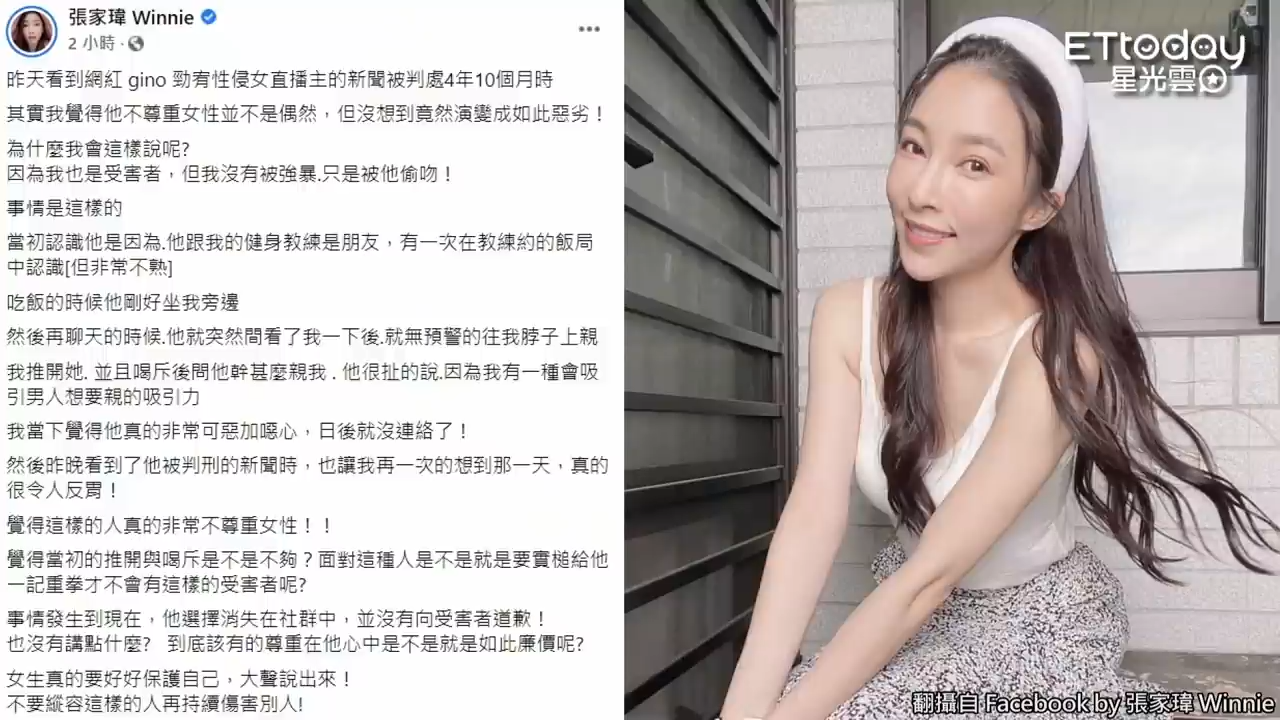 張家瑋 Winnie
2 小時
昨天看到網紅 gino 勁宥性侵女直播主的新聞被判處4年10個月時
其實我覺得他不尊重女性並不是偶然，但沒想到竟然演變成如此惡劣！
為什麼我會這樣說呢?
因為我也是受害者，但我沒有被強暴.只是被他偷吻！
事情是這樣的
當初認識他是因為.他跟我的健身教練是朋友，有一次在教練約的飯局
中認識[但非常不熟]
吃飯的時候他剛好坐我旁邊
然後再聊天的時候.他就突然間看了我一下後.就無預警的往我脖子上親
我推開她. 並且喝斥後問他幹甚麼親我 . 他很扯的說.因為我有一種會吸
引男人想要親的吸引力
我當下覺得他真的非常可惡加噁心，日後就沒連絡了！
然後昨晚看到了他被判刑的新聞時，也讓我再一次的想到那一天，真的
很令人反胃！
覺得這樣的人真的非常不尊重女性！！
覺得當初的推開與喝斥是不是不夠？面對這種人是不是就是要實槌給他
一記重拳才不會有這樣的受害者呢?
事情發生到現在，他選擇消失在社群中，並沒有向受害者道歉！
也沒有講點什麼? 到底該有的尊重在他心中是不是就是如此廉價呢?
女生真的要好好保護自己，大聲說出來！
不要縱容這樣的人再持續傷害別人!
ETtoday
星光雲
翻攝自 Facebook by 張家瑋 Winnie